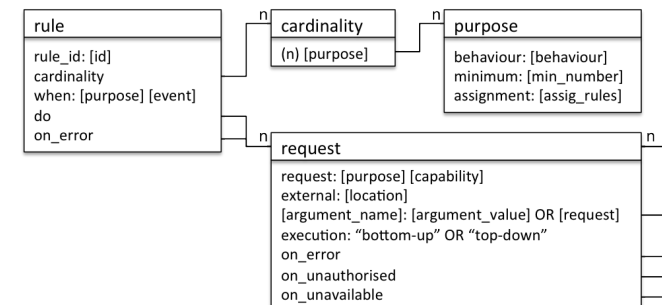 rule
rule_id: [id]
cardinality
when: [purpose] [event]
do
on_error
n
cardinality
(n) [purpose]
n
purpose
behaviour: [behaviour]
minimum: [min_number]
assignment: [assig_rules]
n
request
n
request: [purpose] [capability]
external: [location]
[argument_name]: [argument_value] OR [request]
execution: “bottom-up” OR “top-down”
on_error
on_unauthorised
on_unavailable